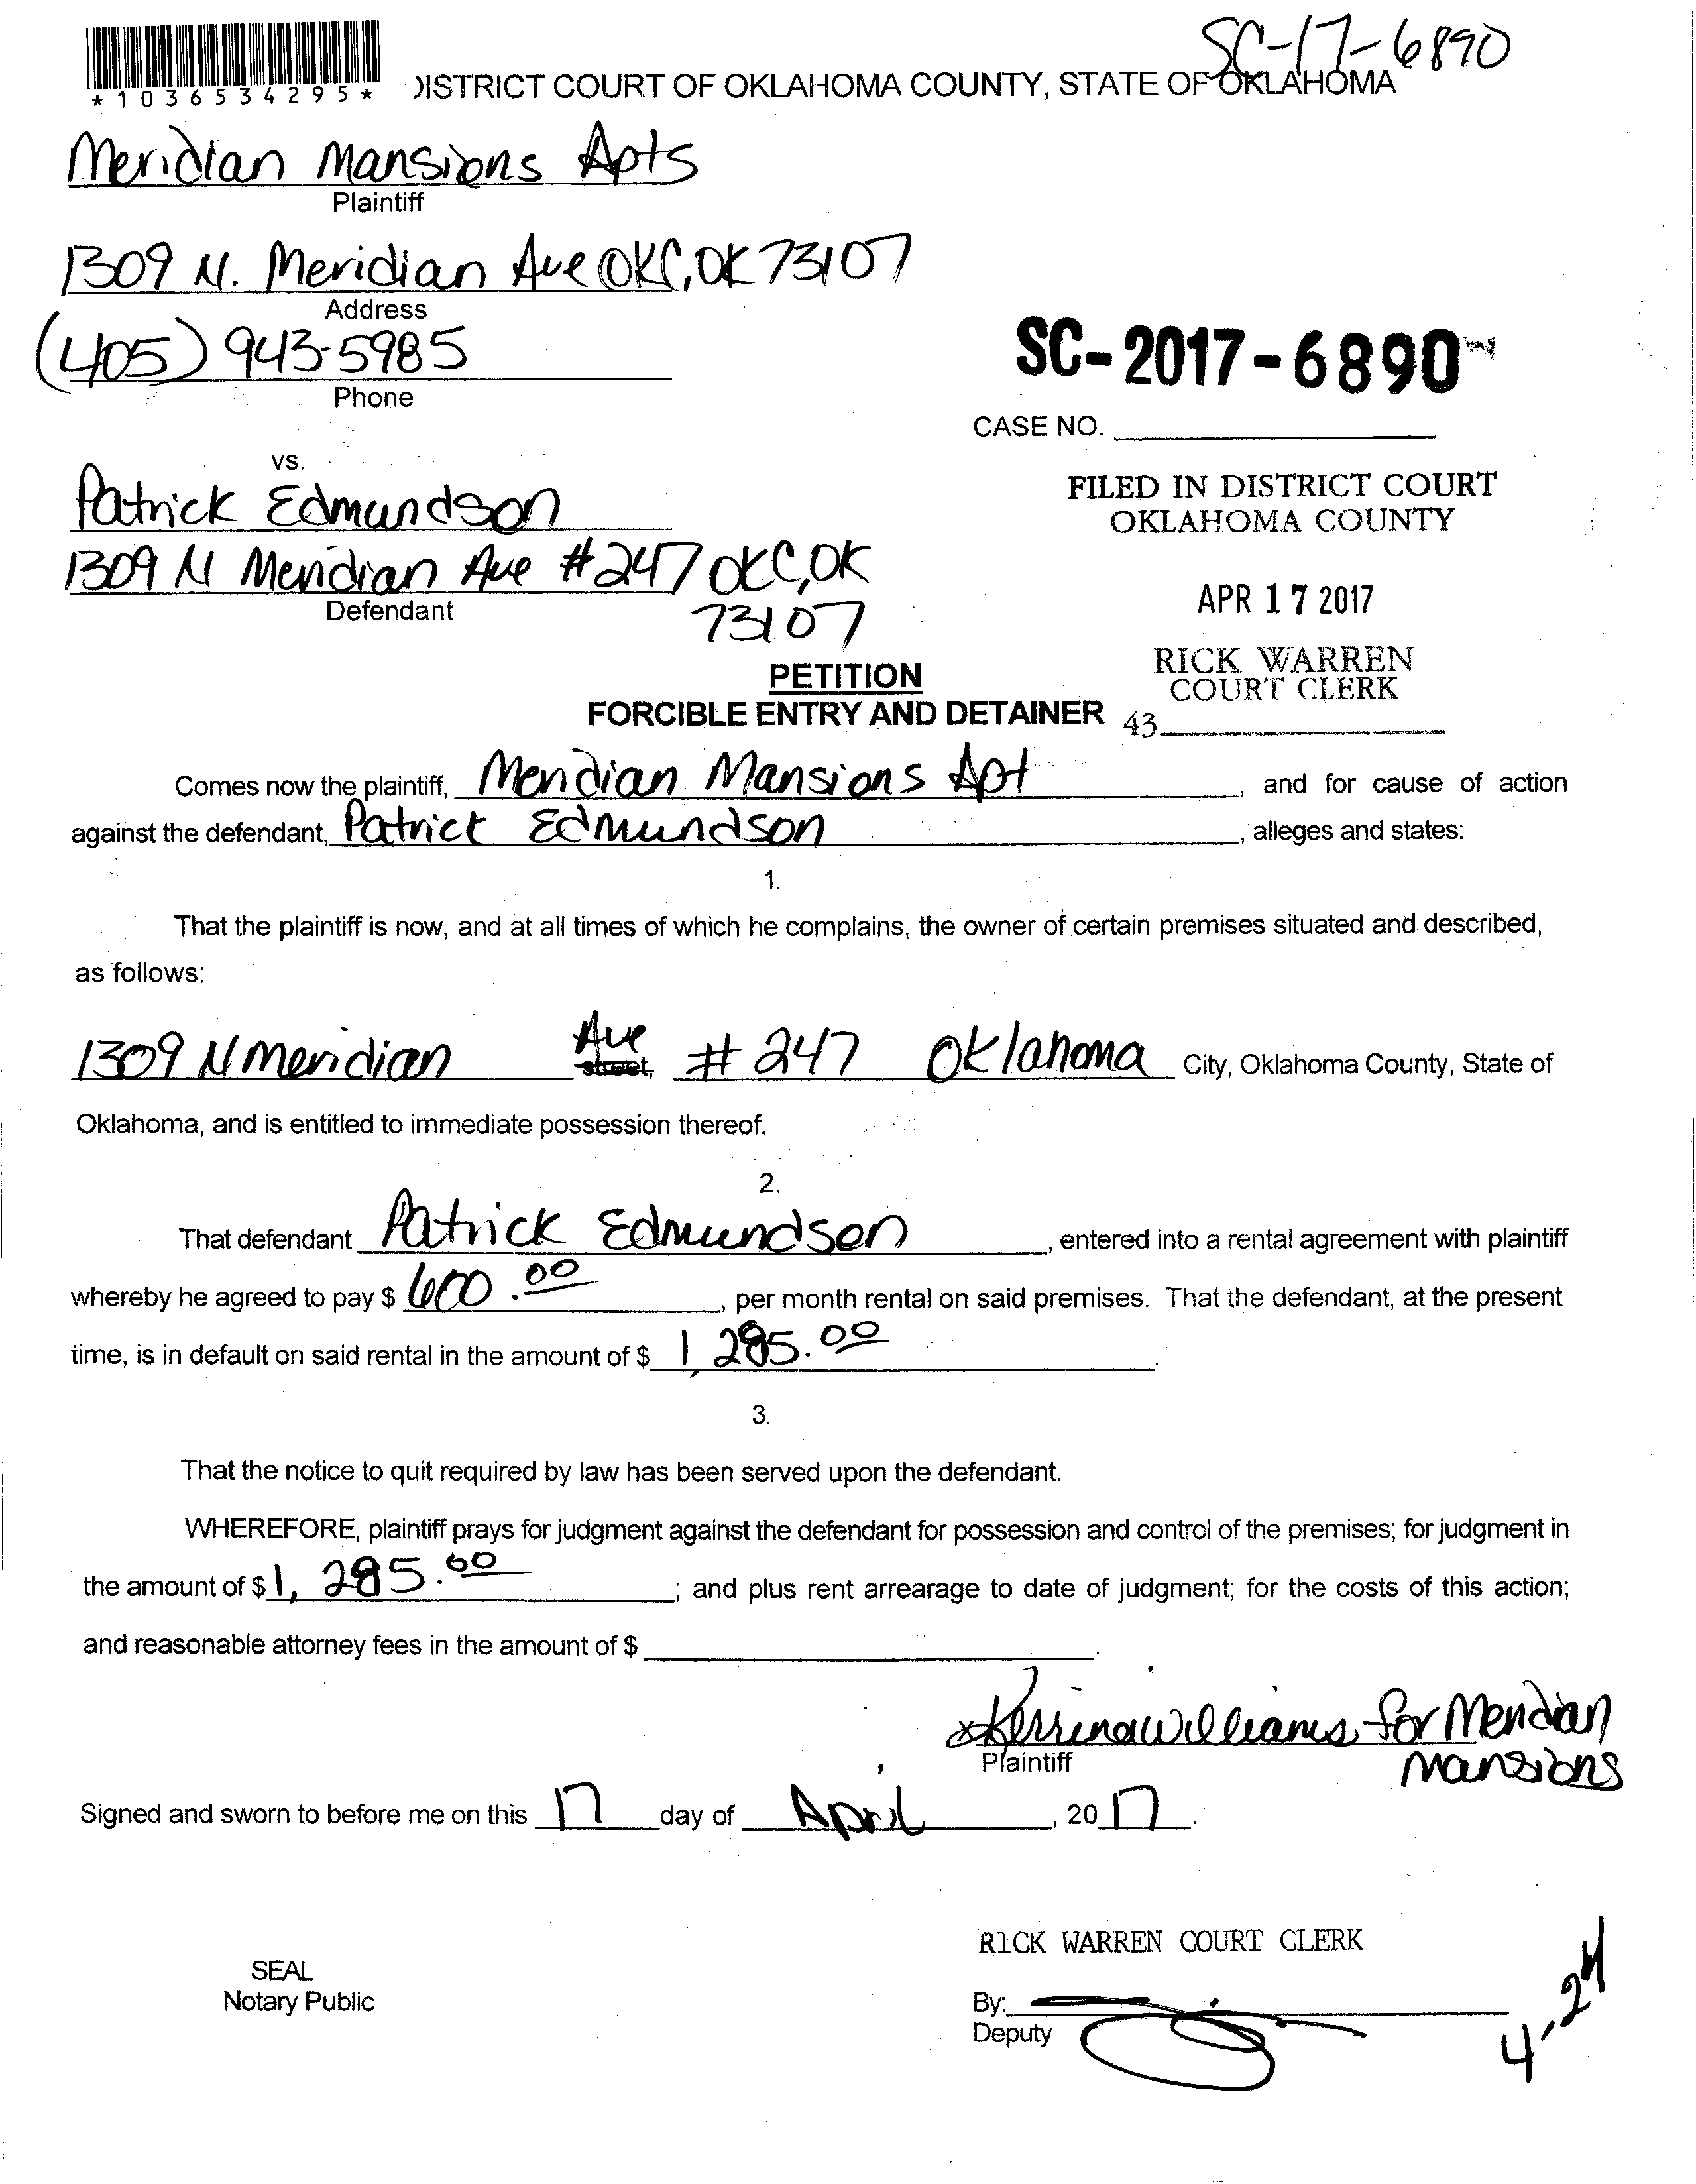 SC-17-6890
*1036534295*
DISTRICT COURT OF OKLAHOMA COUNTY, STATE OF OKLAHOMA
Meridian Mansions Apts
Plaintiff
1309 N. Meridian Ave OKC, OK 73107
Address
(405) 943-5985
Phone
SC-2017-6890
CASE NO.
vs.
Patrick Edmundson
1309 N Meridian Ave #247 OKC, OK
73107
Defendant
FILED IN DISTRICT COURT
OKLAHOMA COUNTY
APR 17 2017
RICK WARREN
COURT CLERK
43
PETITION
FORCIBLE ENTRY AND DETAINER
Comes now the plaintiff, Meridian Mansions Apt, and for cause of action
against the defendant, Patrick Edmundson, alleges and states:
1.
That the plaintiff is now, and at all times of which he complains, the owner of certain premises situated and described,
as follows:
1309 N Meridian Ave street, # 247 Oklahoma City, Oklahoma County, State of
Oklahoma, and is entitled to immediate possession thereof.
2.
That defendant Patrick Edmundson, entered into a rental agreement with plaintiff
whereby he agreed to pay $ 600.00, per month rental on said premises. That the defendant, at the present
time, is in default on said rental in the amount of $ 1,285.00.
3.
That the notice to quit required by law has been served upon the defendant.
WHEREFORE, plaintiff prays for judgment against the defendant for possession and control of the premises; for judgment in
the amount of $ 1,285.00; and plus rent arrearage to date of judgment; for the costs of this action;
and reasonable attorney fees in the amount of $
x Kerrina Williams for Meridian
Mansions
Plaintiff
Signed and sworn to before me on this 17 day of April, 2017.
RICK WARREN COURT CLERK
SEAL
Notary Public
By:
Deputy
4-24